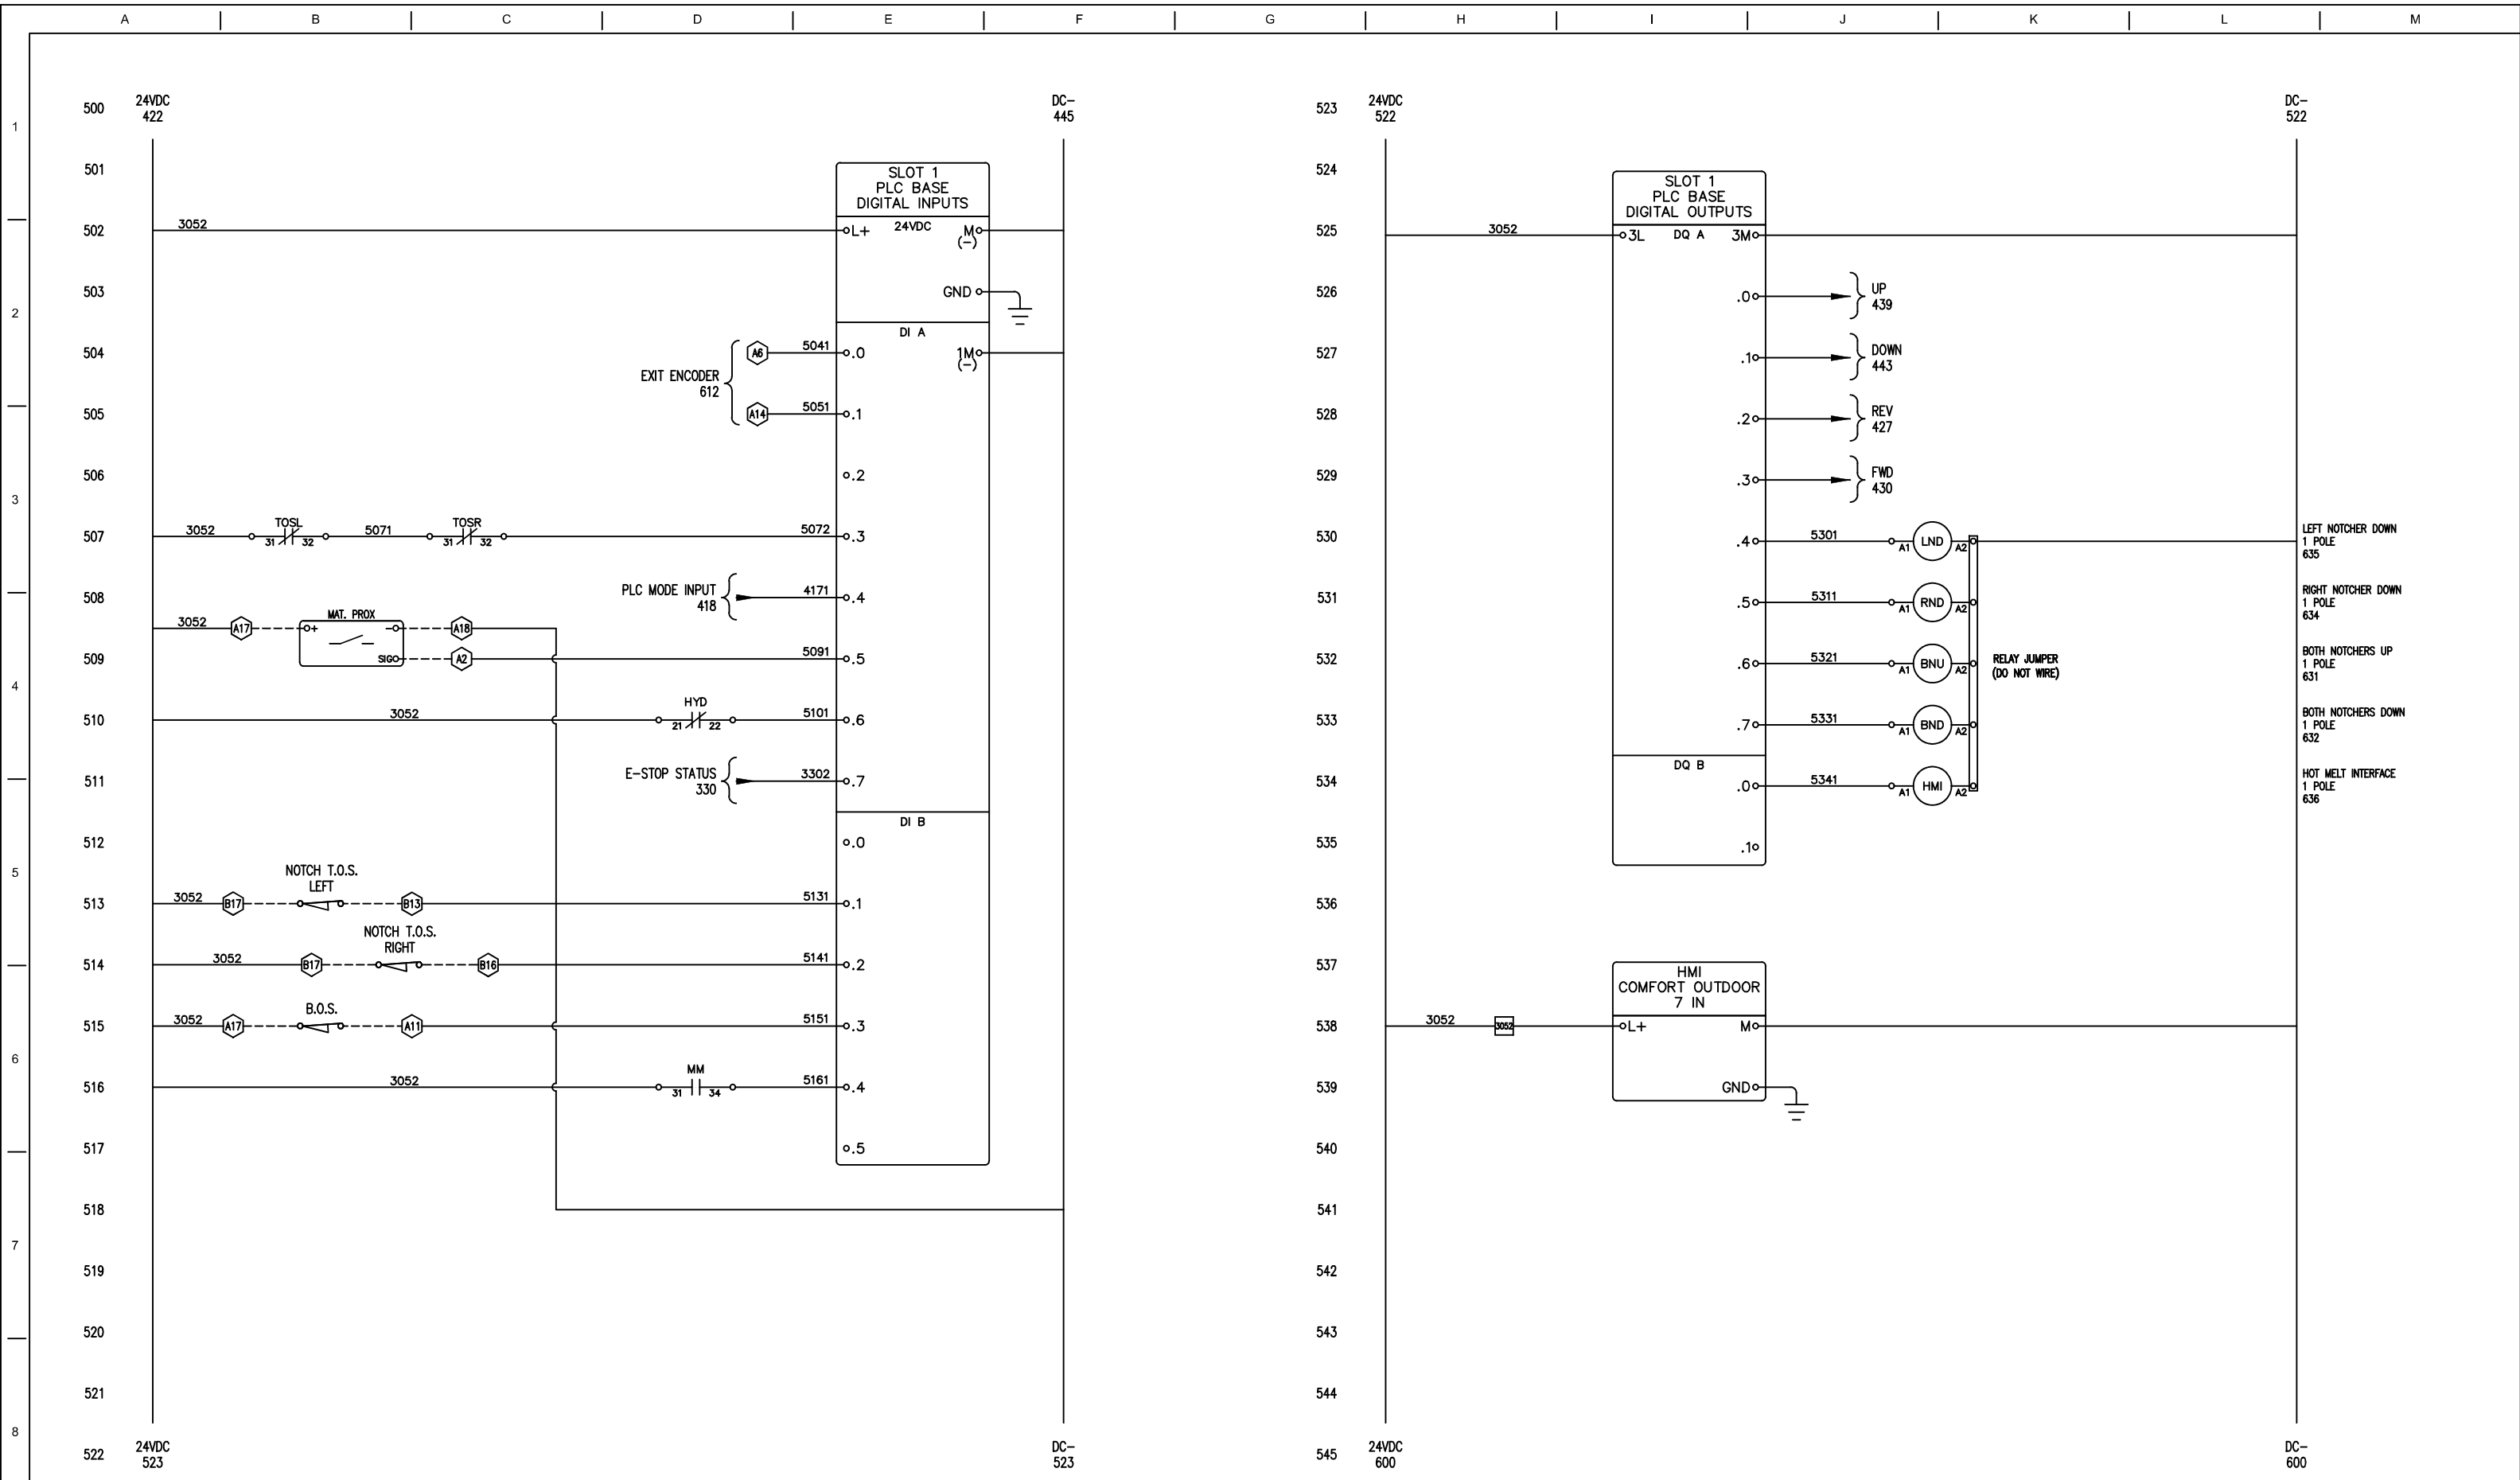 A B C D E F G H I J K L M
1
2
3
4
5
6
7
8
500
24VDC
422
DC-
445
501
SLOT 1
PLC BASE
DIGITAL INPUTS
502
3052
L+ 24VDC M
(-)
503
GND
DI A
504
A6 5041 .0 1M
(-)
EXIT ENCODER
612
505
A14 5051 .1
506
.2
507
3052 TOSL 31 32 5071 TOSR 31 32 5072 .3
508
PLC MODE INPUT
418
4171 .4
3052 A17 + MAT. PROX - A18
509
SIG A2 5091 .5
510
3052 HYD 21 22 5101 .6
511
E-STOP STATUS
330
3302 .7
DI B
512
.0
NOTCH T.O.S.
LEFT
513
3052 B17 B13 5131 .1
NOTCH T.O.S.
RIGHT
514
3052 B17 B16 5141 .2
B.O.S.
515
3052 A17 A11 5151 .3
516
3052 MM 31 34 5161 .4
517
.5
518
519
520
521
522
24VDC
523
DC-
523
523
24VDC
522
DC-
522
524
SLOT 1
PLC BASE
DIGITAL OUTPUTS
525
3052 3L DQ A 3M
526
.0 UP
439
527
.1 DOWN
443
528
.2 REV
427
529
.3 FWD
430
530
.4 5301 A1 LND A2
LEFT NOTCHER DOWN
1 POLE
635
531
.5 5311 A1 RND A2
RIGHT NOTCHER DOWN
1 POLE
634
532
.6 5321 A1 BNU A2
RELAY JUMPER
(DO NOT WIRE)
BOTH NOTCHERS UP
1 POLE
631
533
.7 5331 A1 BND A2
BOTH NOTCHERS DOWN
1 POLE
632
DQ B
534
.0 5341 A1 HMI A2
HOT MELT INTERFACE
1 POLE
636
535
.1
536
537
HMI
COMFORT OUTDOOR
7 IN
538
3052 3052 L+ M
539
GND
540
541
542
543
544
545
24VDC
600
DC-
600